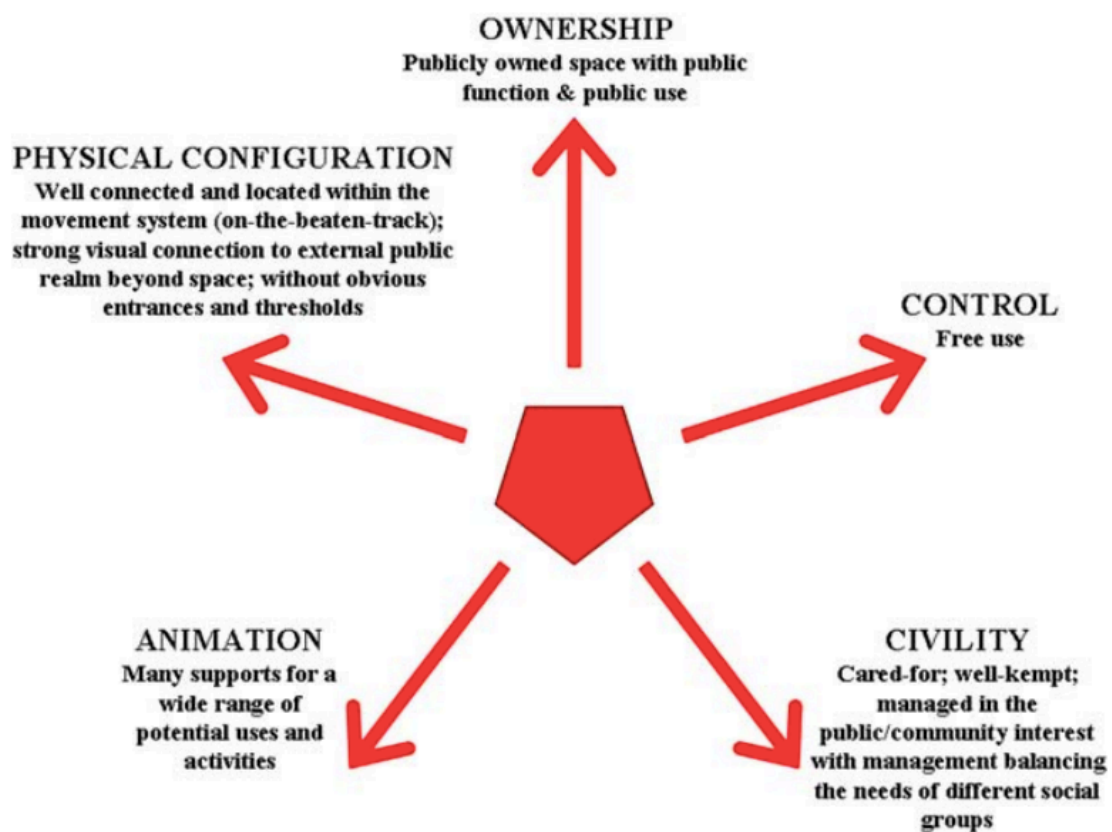 OWNERSHIP
Publicly owned space with public
function & public use
PHYSICAL CONFIGURATION
Well connected and located within the
movement system (on-the-beaten-track);
strong visual connection to external public
realm beyond space; without obvious
entrances and thresholds
CONTROL
Free use
ANIMATION
Many supports for a
wide range of
potential uses and
activities
CIVILITY
Cared-for; well-kempt;
managed in the
public/community interest
with management balancing
the needs of different social
groups